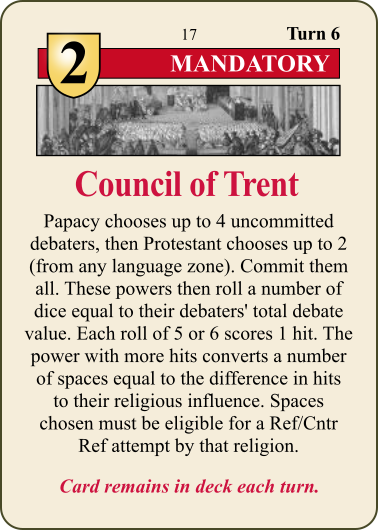 17
Turn 6
2
MANDATORY
Council of Trent
Papacy chooses up to 4 uncommitted
debaters, then Protestant chooses up to 2
(from any language zone). Commit them
all. These powers then roll a number of
dice equal to their debaters' total debate
value. Each roll of 5 or 6 scores 1 hit. The
power with more hits converts a number
of spaces equal to the difference in hits
to their religious influence. Spaces
chosen must be eligible for a Ref/Cntr
Ref attempt by that religion.
Card remains in deck each turn.